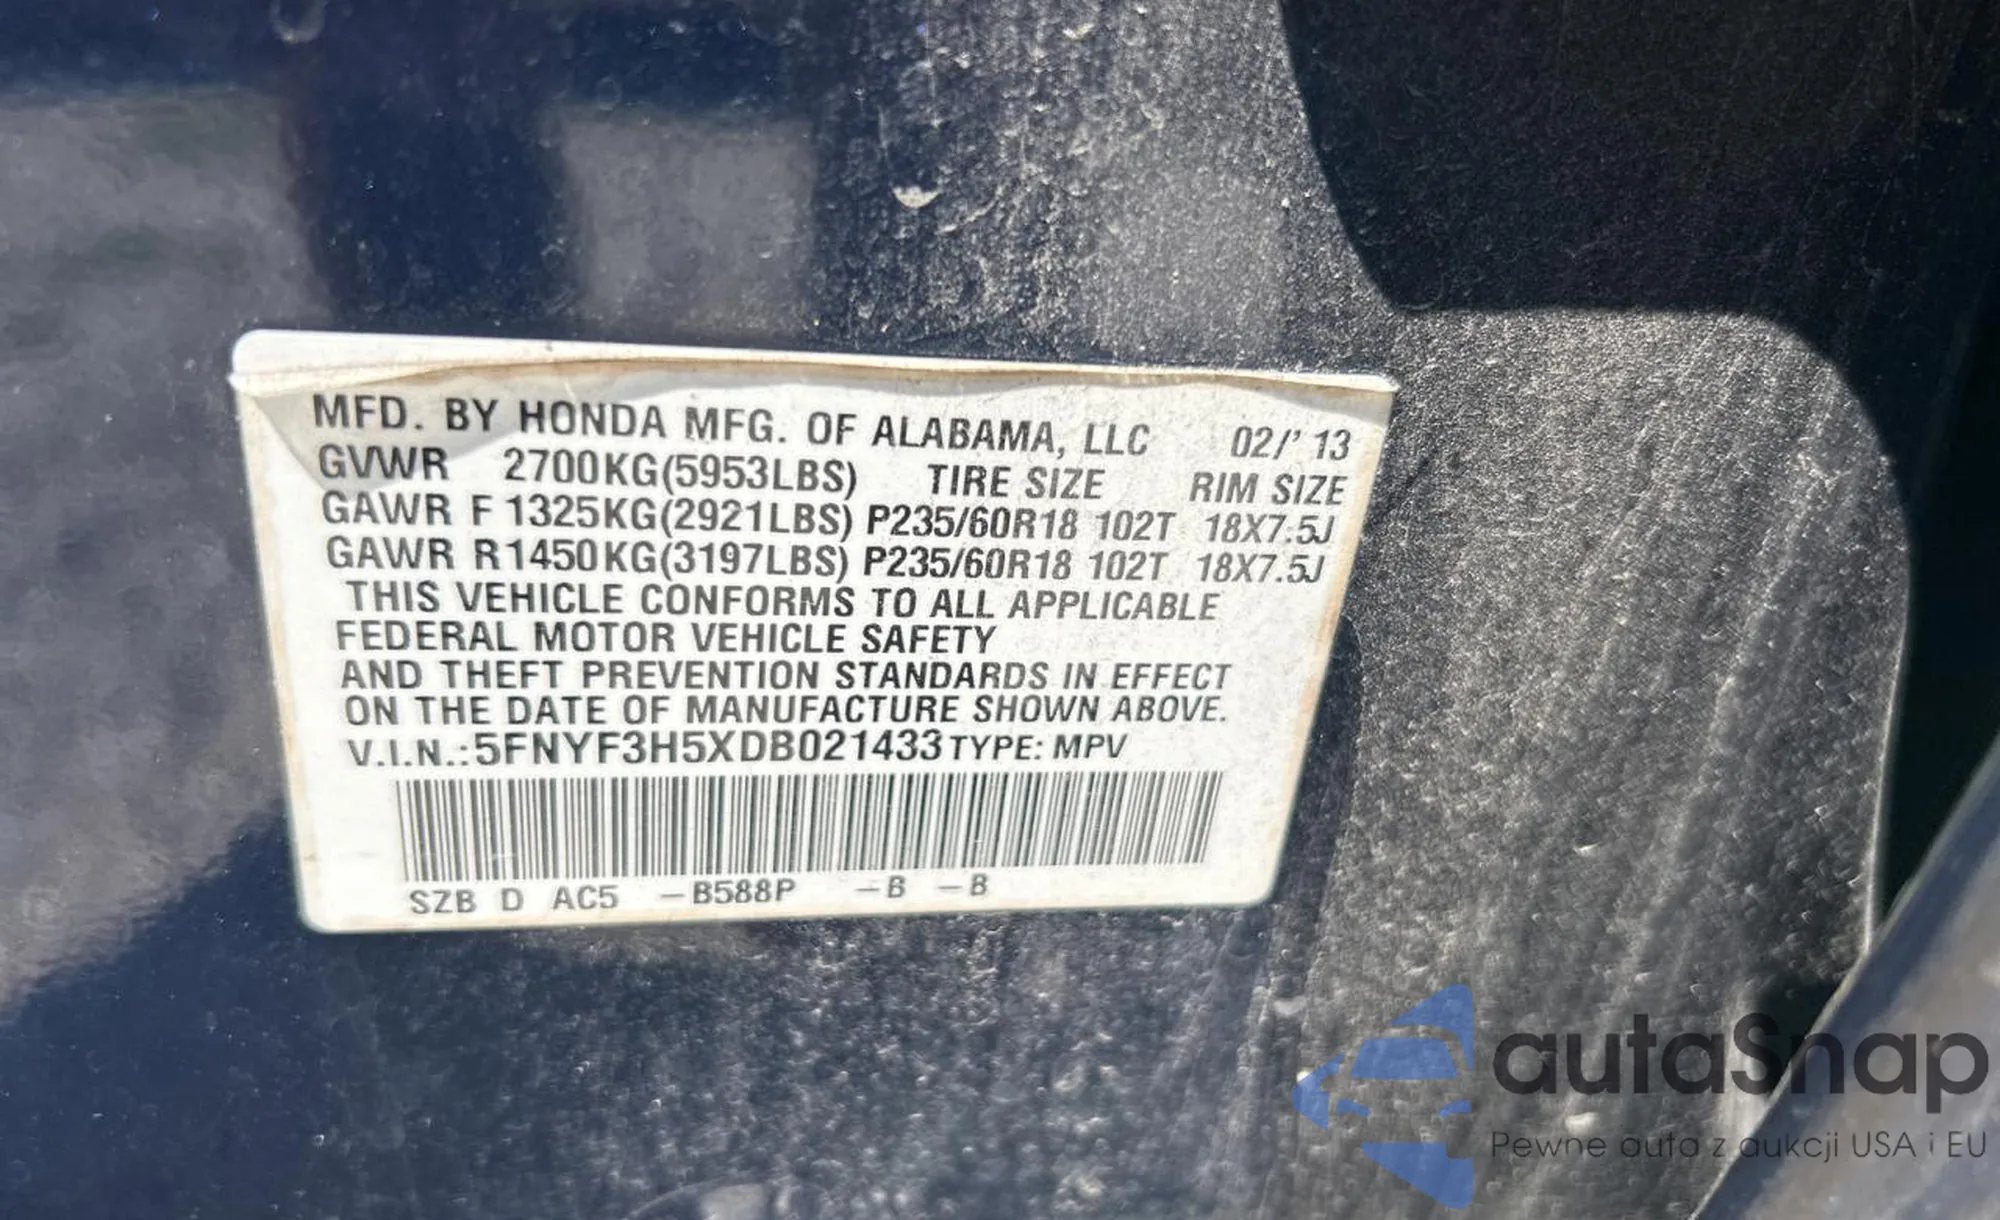 MFD. BY HONDA MFG. OF ALABAMA, LLC 02/' 13
GVWR 2700KG(5953LBS) TIRE SIZE RIM SIZE
GAWR F 1325KG(2921LBS) P235/60R18 102T 18X7.5J
GAWR R1450KG(3197LBS) P235/60R18 102T 18X7.5J
THIS VEHICLE CONFORMS TO ALL APPLICABLE
FEDERAL MOTOR VEHICLE SAFETY
AND THEFT PREVENTION STANDARDS IN EFFECT
ON THE DATE OF MANUFACTURE SHOWN ABOVE.
V.I.N.:5FNYF3H5XDB021433 TYPE: MPV
SZB D AC5 -B588P -B -B
autaSnap
Pewne auta z aukcji USA i EU